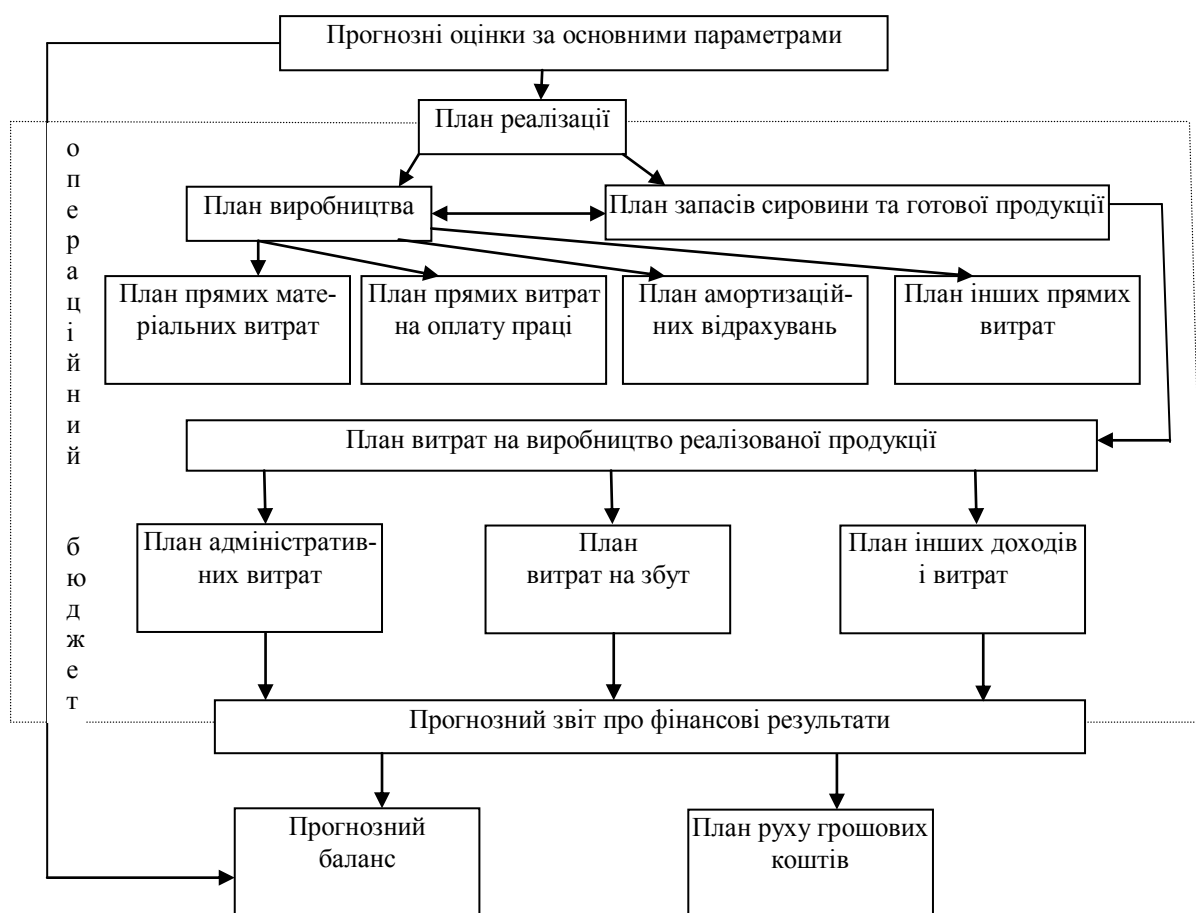 Прогнозні оцінки за основними параметрами
План реалізації
операційний бюджет
План виробництва
План запасів сировини та готової продукції
План прямих мате-
ріальних витрат
План прямих витрат
на оплату праці
План амортизацій-
них відрахувань
План інших прямих
витрат
План витрат на виробництво реалізованої продукції
План адміністратив-
них витрат
План
витрат на збут
План інших доходів
і витрат
Прогнозний звіт про фінансові результати
Прогнозний
баланс
План руху грошових
коштів